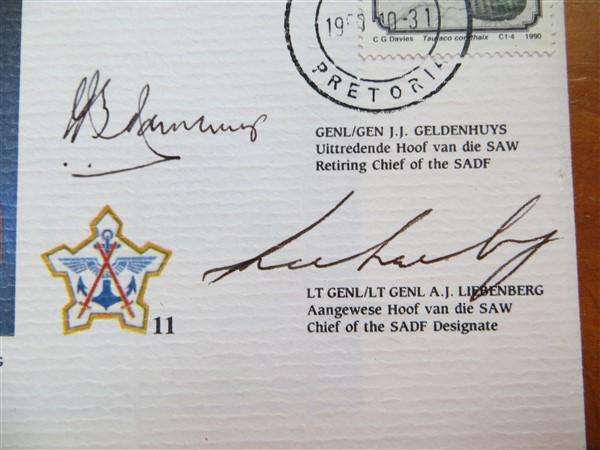 C G Davies Tauraco corythaix C1-4 1990
PRETORIA
GENL/GEN J.J. GELDENHUYS
Uittredende Hoof van die SAW
Retiring Chief of the SADF
LT GENL/LT GENL A.J. LIEBENBERG
Aangewese Hoof van die SAW
Chief of the SADF Designate
11